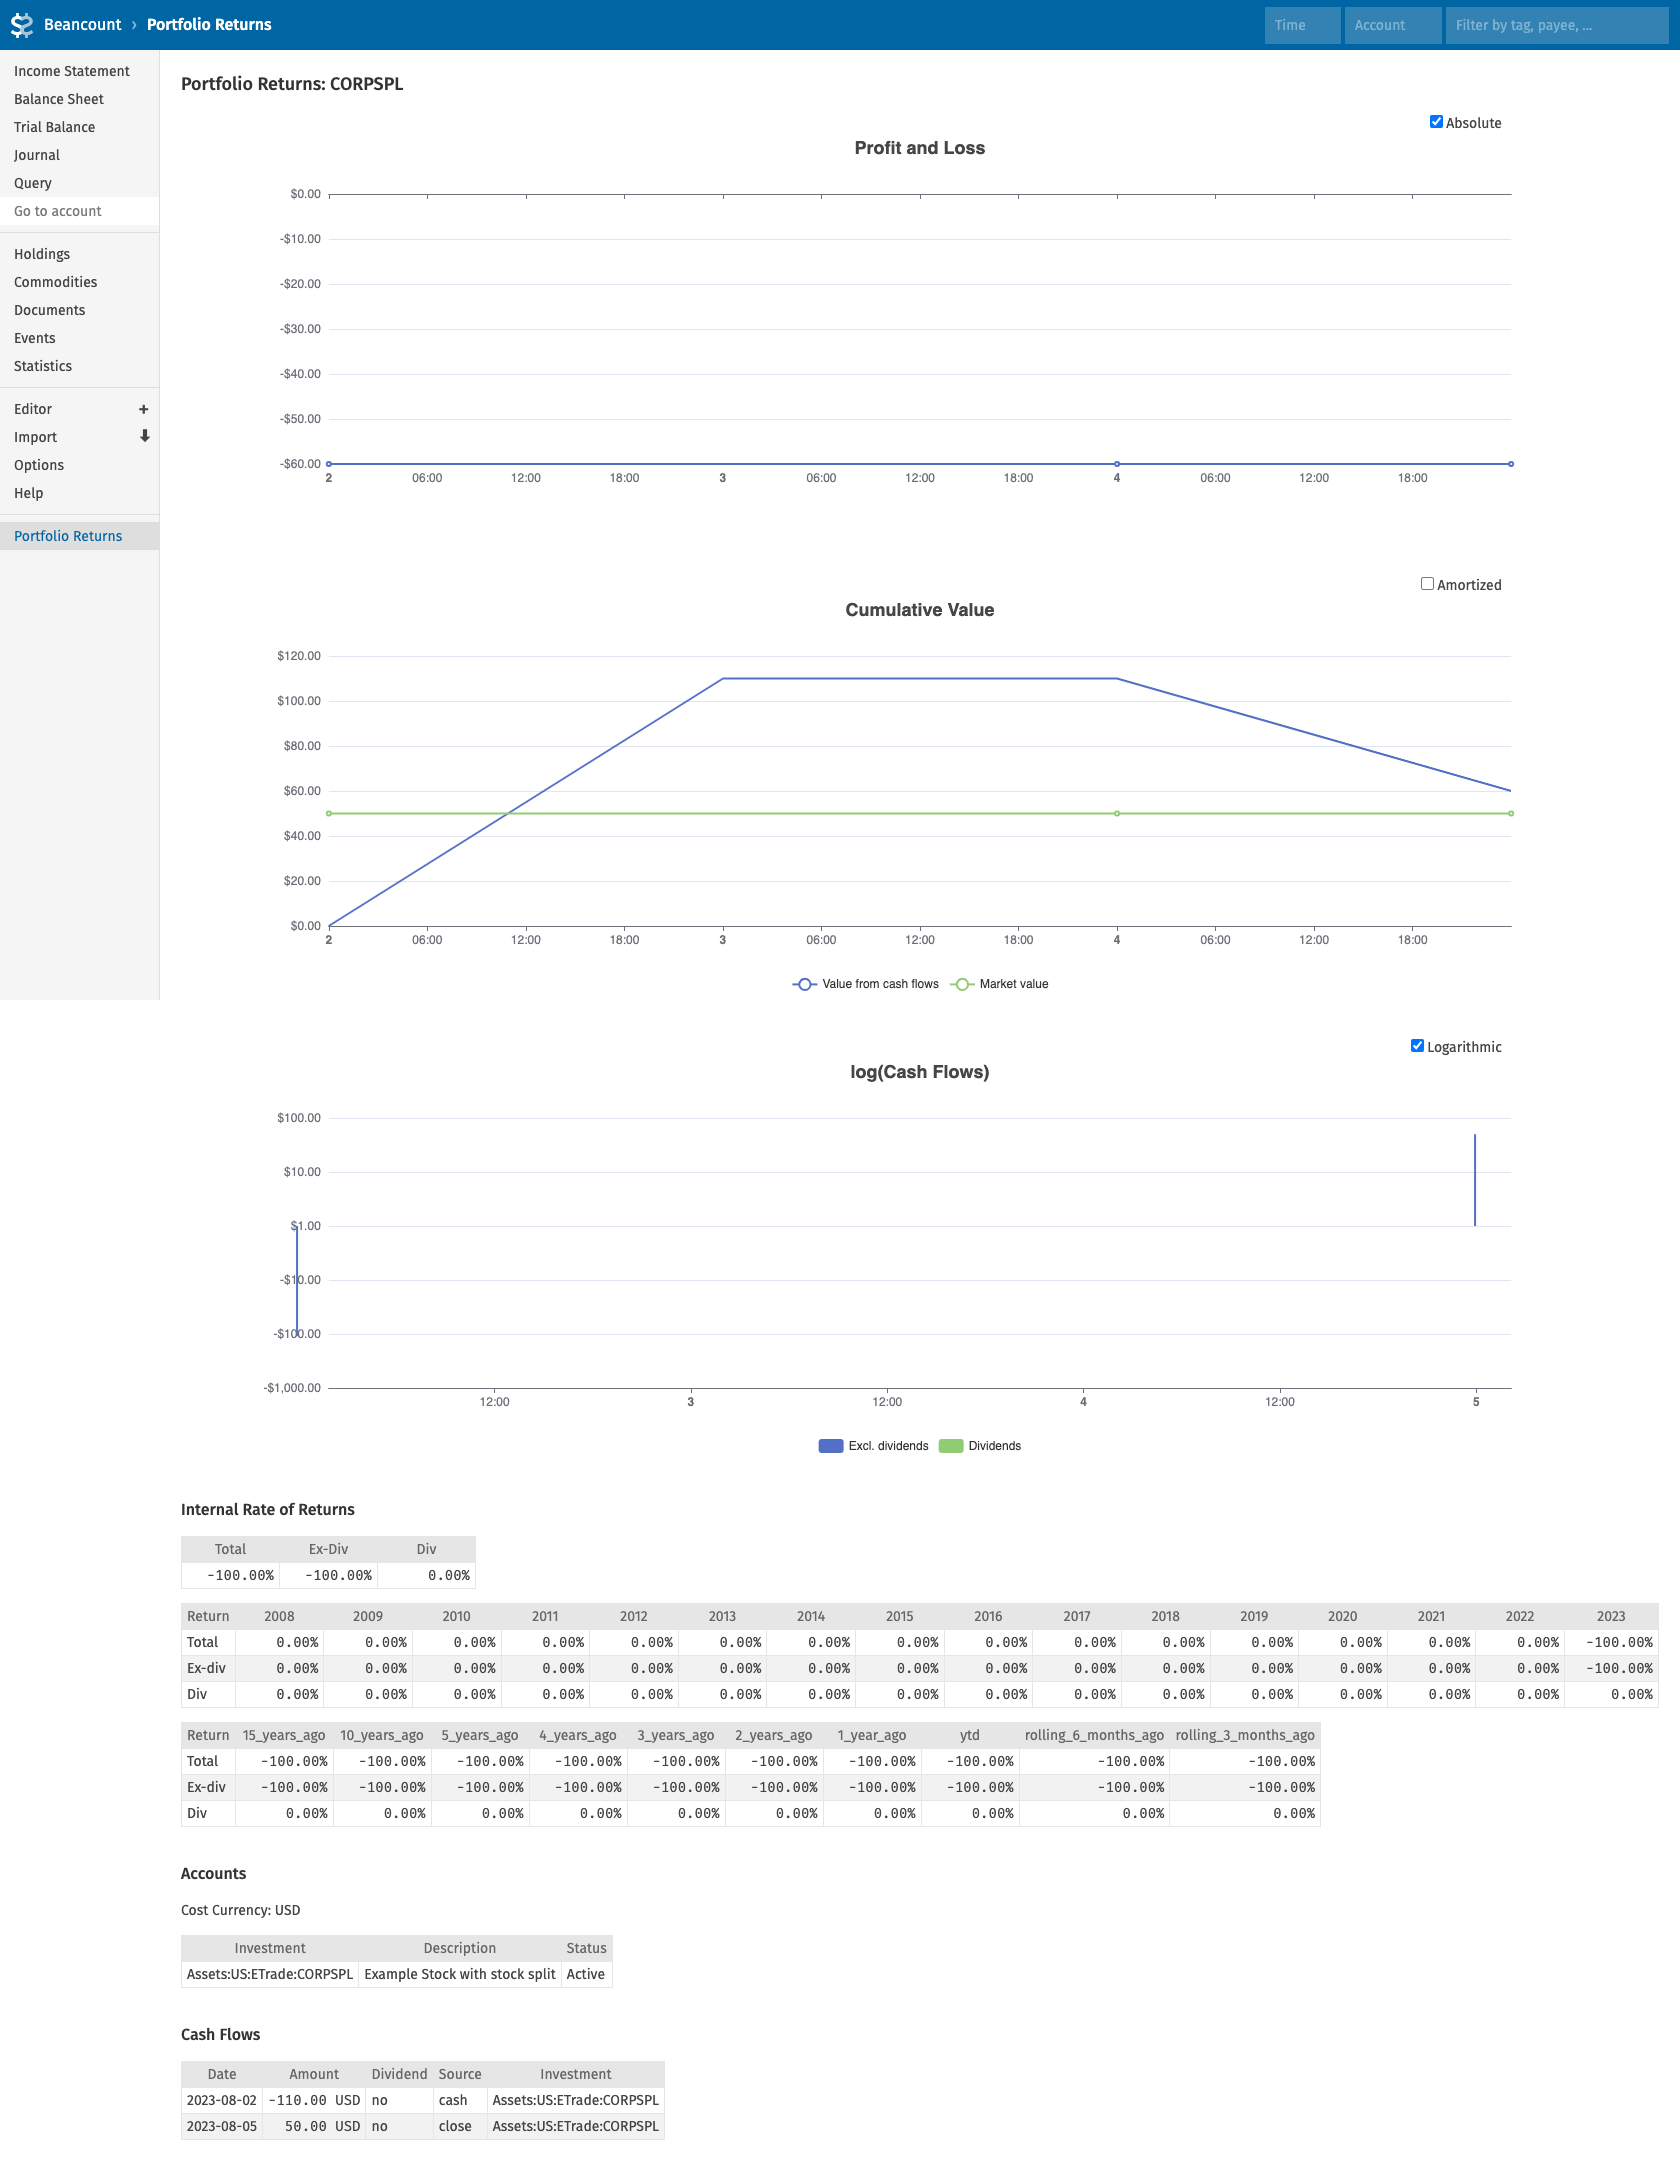 Beancount › Portfolio Returns
Time
Account
Filter by tag, payee, ...
Income Statement
Balance Sheet
Trial Balance
Journal
Query
Go to account
Holdings
Commodities
Documents
Events
Statistics
Editor +
Import
Options
Help
Portfolio Returns
Portfolio Returns: CORPSPL
Absolute
Profit and Loss
$0.00
-$10.00
-$20.00
-$30.00
-$40.00
-$50.00
-$60.00
2 06:00 12:00 18:00 3 06:00 12:00 18:00 4 06:00 12:00 18:00
Amortized
Cumulative Value
$120.00
$100.00
$80.00
$60.00
$40.00
$20.00
$0.00
2 06:00 12:00 18:00 3 06:00 12:00 18:00 4 06:00 12:00 18:00
Value from cash flows Market value
Logarithmic
log(Cash Flows)
$100.00
$10.00
$1.00
-$10.00
-$100.00
-$1,000.00
12:00 3 12:00 4 12:00 5
Excl. dividends Dividends
Internal Rate of Returns
Total Ex-Div Div
-100.00% -100.00% 0.00%
Return 2008 2009 2010 2011 2012 2013 2014 2015 2016 2017 2018 2019 2020 2021 2022 2023
Total 0.00% 0.00% 0.00% 0.00% 0.00% 0.00% 0.00% 0.00% 0.00% 0.00% 0.00% 0.00% 0.00% 0.00% 0.00% -100.00%
Ex-div 0.00% 0.00% 0.00% 0.00% 0.00% 0.00% 0.00% 0.00% 0.00% 0.00% 0.00% 0.00% 0.00% 0.00% 0.00% -100.00%
Div 0.00% 0.00% 0.00% 0.00% 0.00% 0.00% 0.00% 0.00% 0.00% 0.00% 0.00% 0.00% 0.00% 0.00% 0.00% 0.00%
Return 15_years_ago 10_years_ago 5_years_ago 4_years_ago 3_years_ago 2_years_ago 1_year_ago ytd rolling_6_months_ago rolling_3_months_ago
Total -100.00% -100.00% -100.00% -100.00% -100.00% -100.00% -100.00% -100.00% -100.00% -100.00%
Ex-div -100.00% -100.00% -100.00% -100.00% -100.00% -100.00% -100.00% -100.00% -100.00% -100.00%
Div 0.00% 0.00% 0.00% 0.00% 0.00% 0.00% 0.00% 0.00% 0.00% 0.00%
Accounts
Cost Currency: USD
Investment Description Status
Assets:US:ETrade:CORPSPL Example Stock with stock split Active
Cash Flows
Date Amount Dividend Source Investment
2023-08-02 -110.00 USD no cash Assets:US:ETrade:CORPSPL
2023-08-05 50.00 USD no close Assets:US:ETrade:CORPSPL